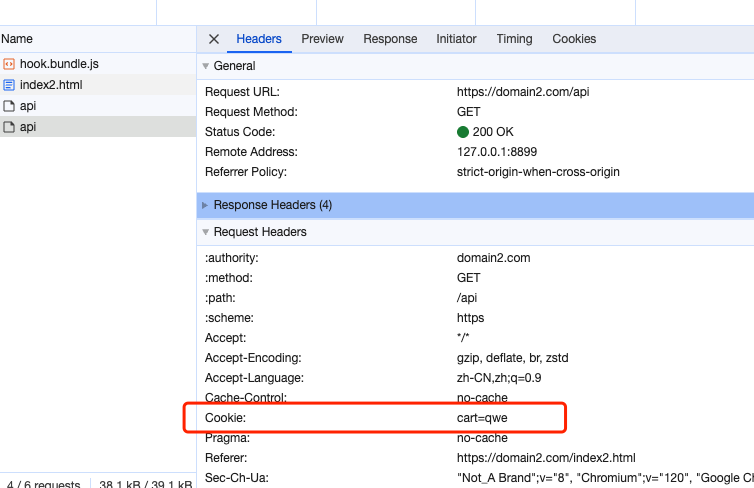 Name
Headers Preview Response Initiator Timing Cookies
hook.bundle.js
index2.html
api
api
General
Request URL: https://domain2.com/api
Request Method: GET
Status Code: 200 OK
Remote Address: 127.0.0.1:8899
Referrer Policy: strict-origin-when-cross-origin
Response Headers (4)
Request Headers
:authority: domain2.com
:method: GET
:path: /api
:scheme: https
Accept: */*
Accept-Encoding: gzip, deflate, br, zstd
Accept-Language: zh-CN,zh;q=0.9
Cache-Control: no-cache
Cookie: cart=qwe
Pragma: no-cache
Referer: https://domain2.com/index2.html
Sec-Ch-Ua: "Not_A Brand";v="8", "Chromium";v="120", "Google C
4 / 6 requests 38.1 kB / 39.1 kB